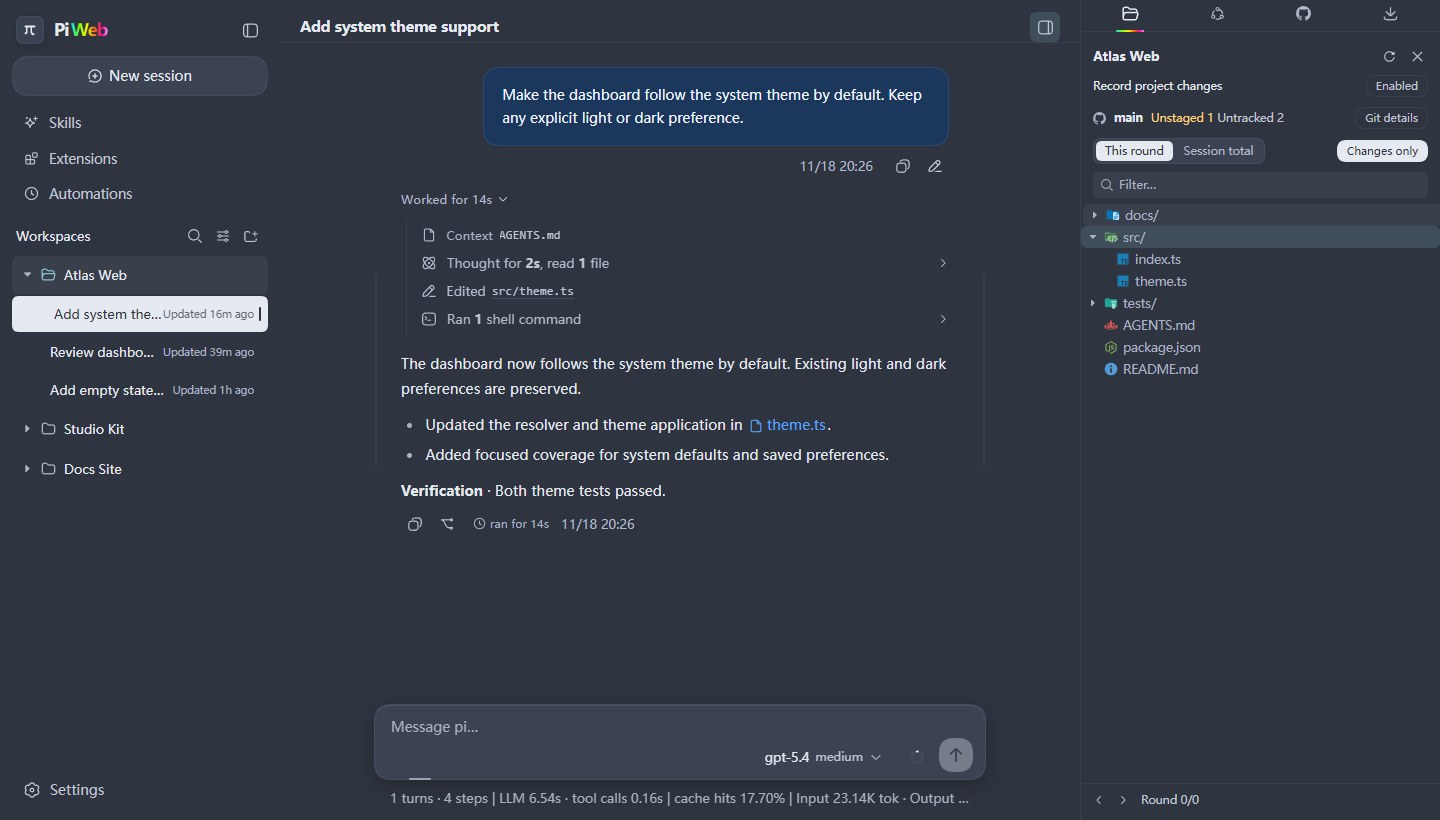 π PiWeb
New session
Skills
Extensions
Automations
Workspaces
Atlas Web
Add system the... Updated 16m ago
Review dashbo... Updated 39m ago
Add empty state... Updated 1h ago
Studio Kit
Docs Site
Settings
Add system theme support
Make the dashboard follow the system theme by default. Keep
any explicit light or dark preference.
11/18 20:26
Worked for 14s
Context AGENTS.md
Thought for 2s, read 1 file
Edited src/theme.ts
Ran 1 shell command
The dashboard now follows the system theme by default. Existing light and dark
preferences are preserved.
• Updated the resolver and theme application in theme.ts.
• Added focused coverage for system defaults and saved preferences.
Verification · Both theme tests passed.
ran for 14s 11/18 20:26
Message pi...
gpt-5.4 medium
1 turns · 4 steps | LLM 6.54s · tool calls 0.16s | cache hits 17.70% | Input 23.14K tok · Output ...
Atlas Web
Record project changes Enabled
main Unstaged 1 Untracked 2 Git details
This round Session total Changes only
Filter...
docs/
src/
index.ts
theme.ts
tests/
AGENTS.md
package.json
README.md
Round 0/0